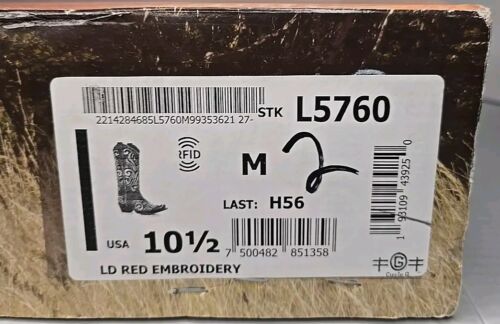 2214284685L5760M99353621 27-
STK L5760
RFID
M 2
LAST: H56
USA 10½
7 500482 851358
LD RED EMBROIDERY
1 93109 43925 0
G
Circle G